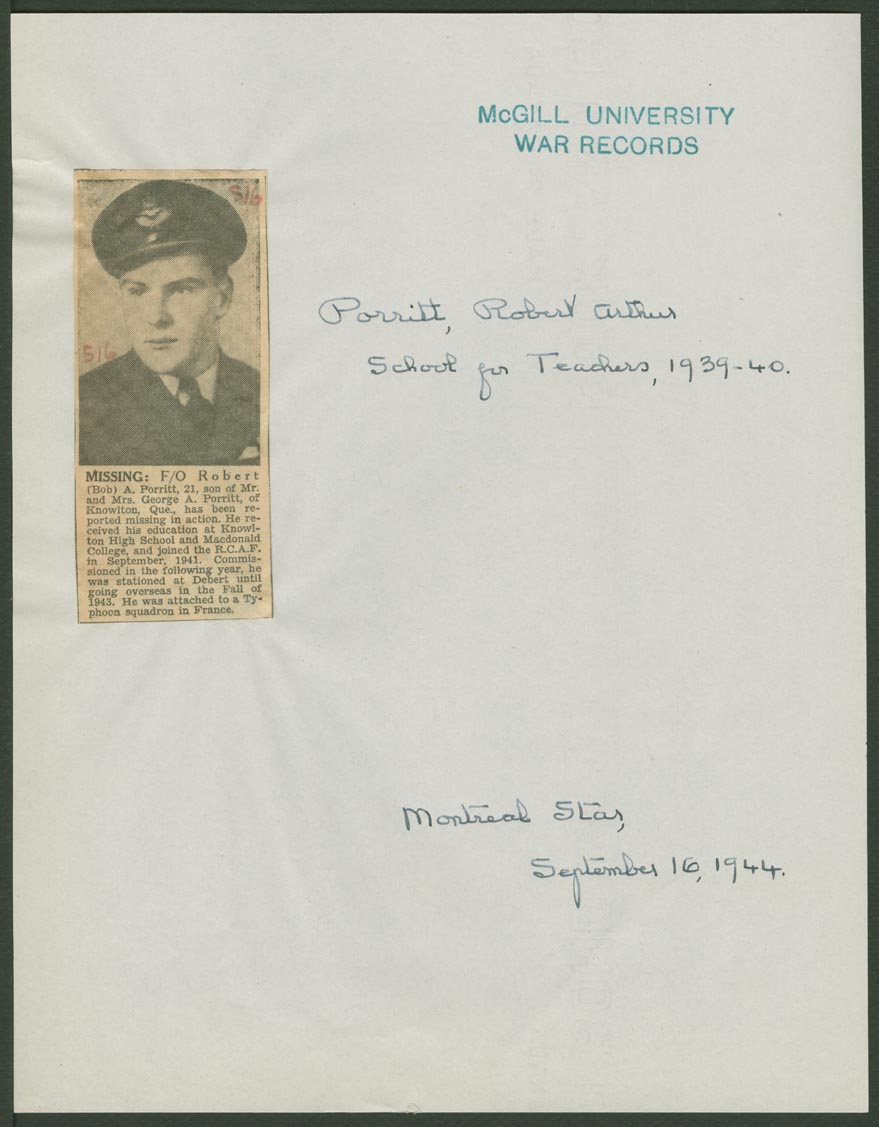 McGILL UNIVERSITY
WAR RECORDS
516
516
MISSING: F/O Robert
(Bob) A. Porritt, 21, son of Mr.
and Mrs. George A. Porritt, of
Knowlton, Que., has been re-
ported missing in action. He re-
ceived his education at Knowl-
ton High School and Macdonald
College, and joined the R.C.A.F.
in September, 1941. Commis-
sioned in the following year, he
was stationed at Debert until
going overseas in the Fall of
1943. He was attached to a Ty-
phoon squadron in France.
Porritt, Robert Arthur
School for Teachers, 1939-40.
Montreal Star,
September 16, 1944.